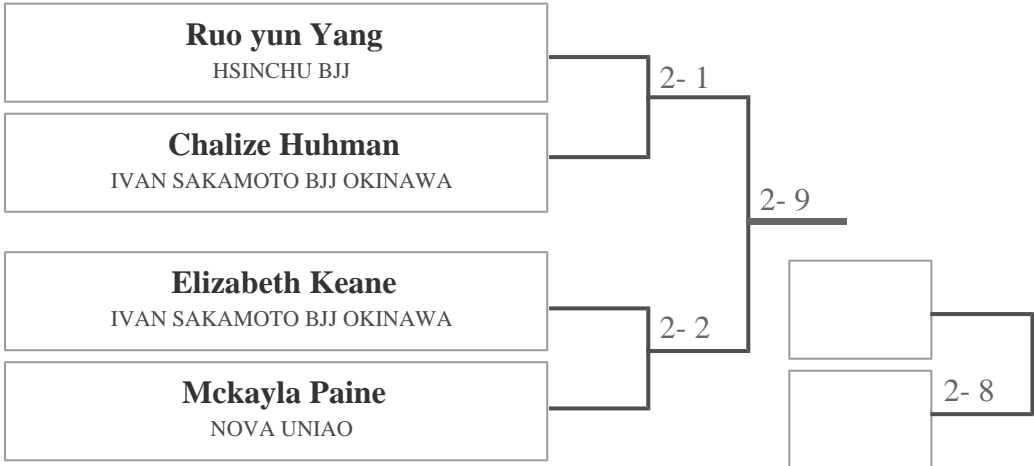 Ruo yun Yang
HSINCHU BJJ
2- 1
Chalize Huhman
IVAN SAKAMOTO BJJ OKINAWA
2- 9
Elizabeth Keane
IVAN SAKAMOTO BJJ OKINAWA
2- 2
Mckayla Paine
NOVA UNIAO
2- 8